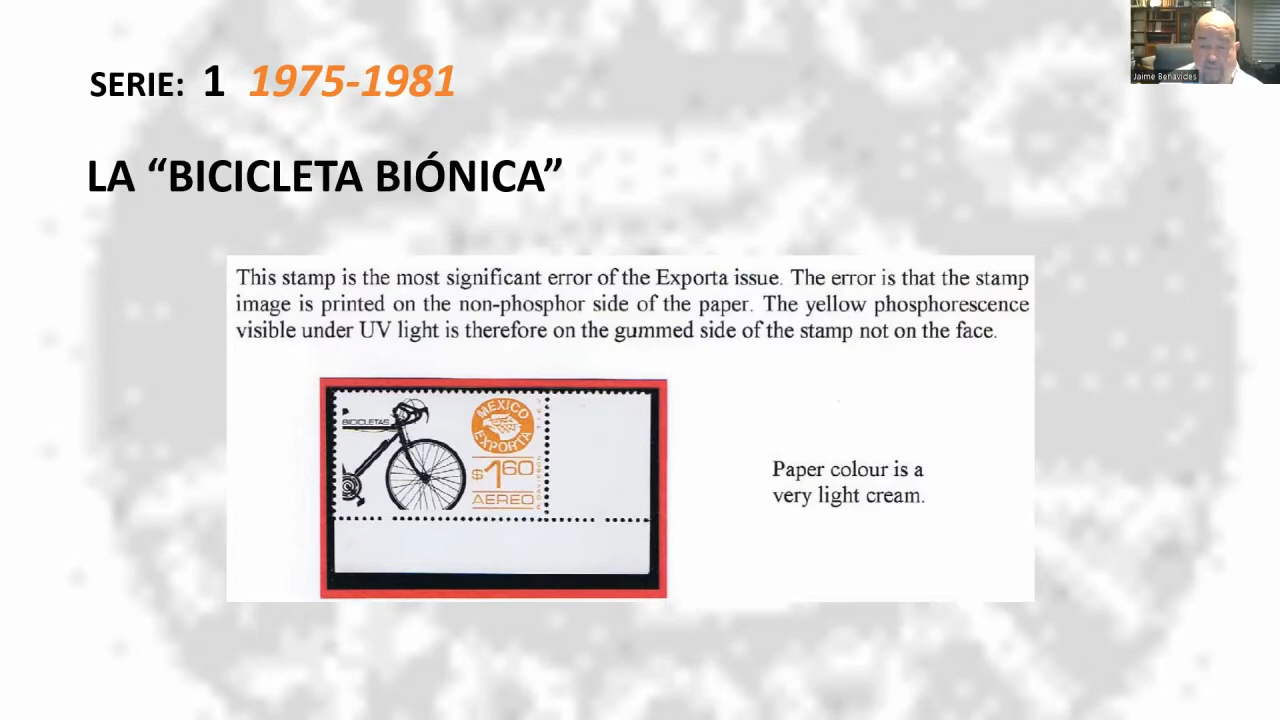 SERIE: 1 1975-1981
Jaime Benavides
LA “BICICLETA BIÓNICA”
This stamp is the most significant error of the Exporta issue. The error is that the stamp
image is printed on the non-phosphor side of the paper. The yellow phosphorescence
visible under UV light is therefore on the gummed side of the stamp not on the face.
BICICLETAS
MEXICO
EXPORTA
$1.60
AEREO
Paper colour is a
very light cream.